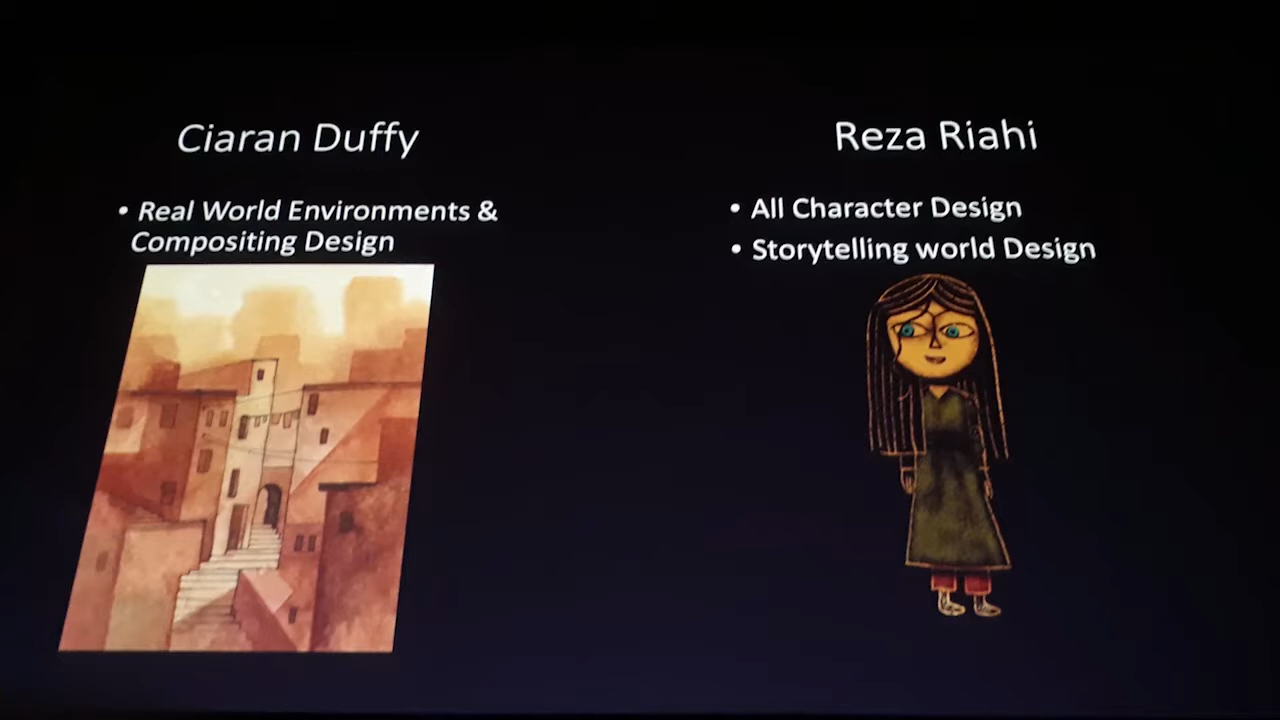 Ciaran Duffy
• Real World Environments &
Compositing Design
Reza Riahi
• All Character Design
• Storytelling world Design